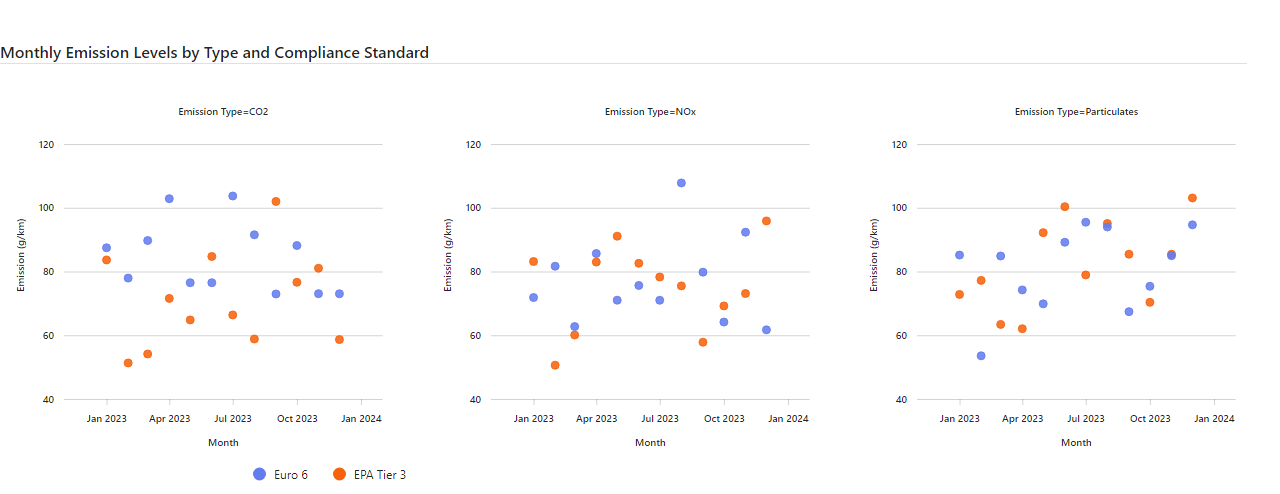 Monthly Emission Levels by Type and Compliance Standard
Emission Type=CO2
Emission (g/km)
120
100
80
60
40
Jan 2023 Apr 2023 Jul 2023 Oct 2023 Jan 2024
Month
Emission Type=NOx
Emission (g/km)
120
100
80
60
40
Jan 2023 Apr 2023 Jul 2023 Oct 2023 Jan 2024
Month
Emission Type=Particulates
Emission (g/km)
120
100
80
60
40
Jan 2023 Apr 2023 Jul 2023 Oct 2023 Jan 2024
Month
Euro 6 EPA Tier 3